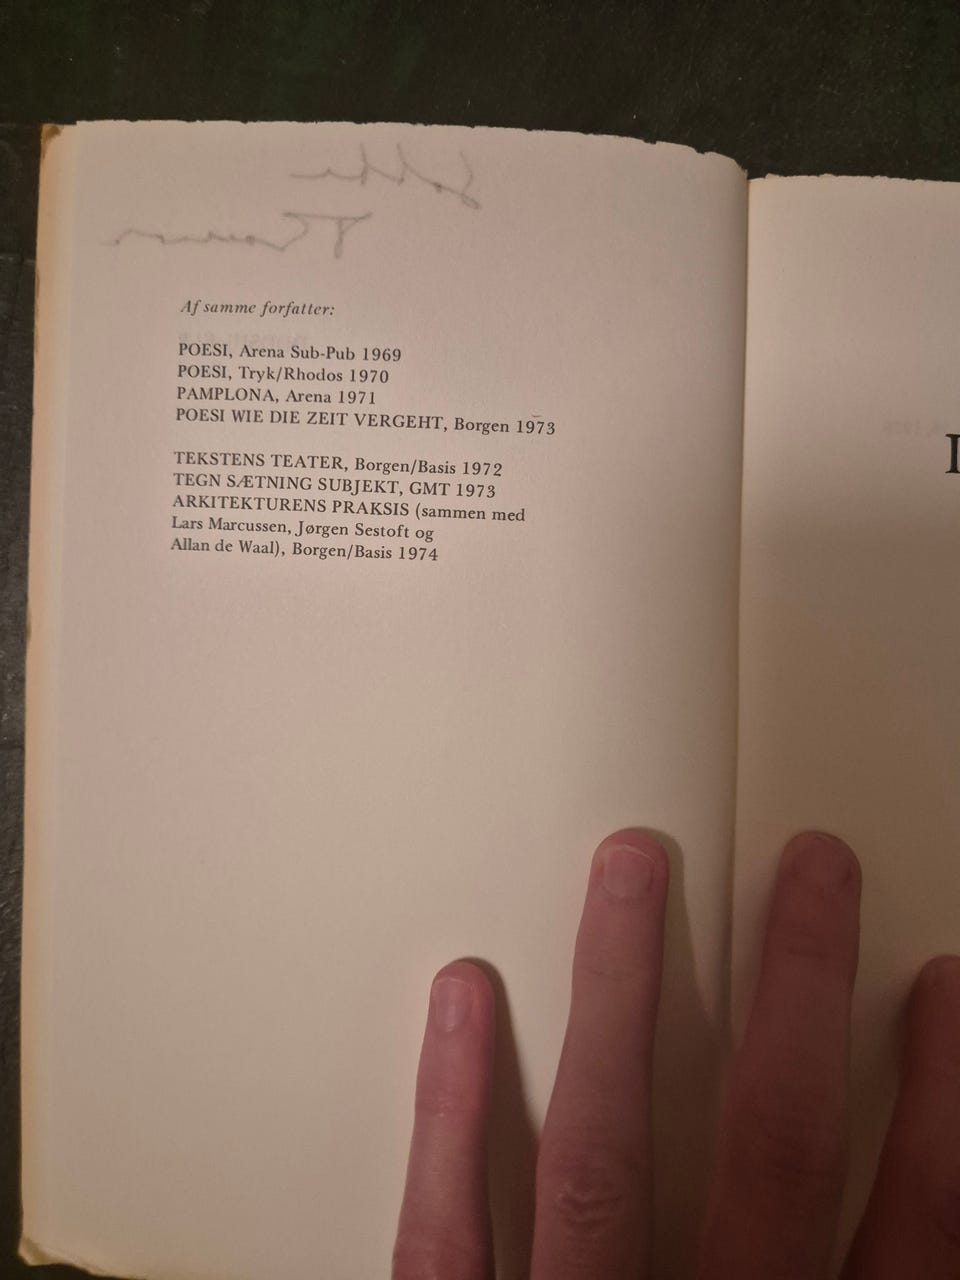 Af samme forfatter:
POESI, Arena Sub-Pub 1969
POESI, Tryk/Rhodos 1970
PAMPLONA, Arena 1971
POESI WIE DIE ZEIT VERGEHT, Borgen 1973
TEKSTENS TEATER, Borgen/Basis 1972
TEGN SÆTNING SUBJEKT, GMT 1973
ARKITEKTURENS PRAKSIS (sammen med
Lars Marcussen, Jørgen Sestoft og
Allan de Waal), Borgen/Basis 1974